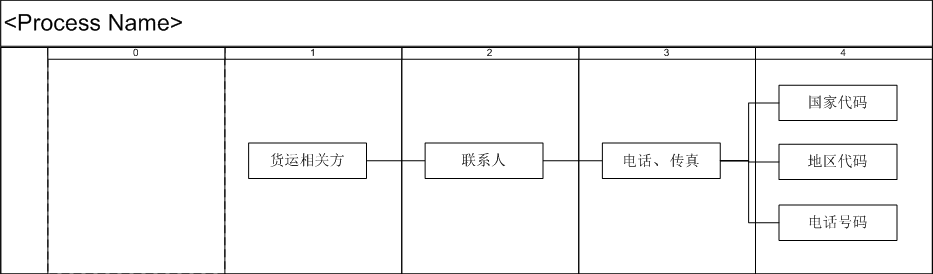 <Process Name>
0
1
2
3
4
国家代码
货运相关方
联系人
电话、传真
地区代码
电话号码